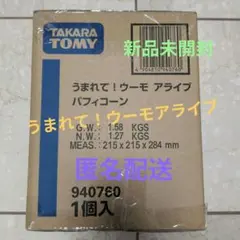 TAKARA
TOMY
新品未開封
うまれて！ウーモ アライブ
パフィコーン
うまれて！ウーモアライブ
G.W.: 1.58 KGS
N.W.: 1.27 KGS
MEAS.: 215 x 215 x 284 mm
匿名配送
940760
1個入